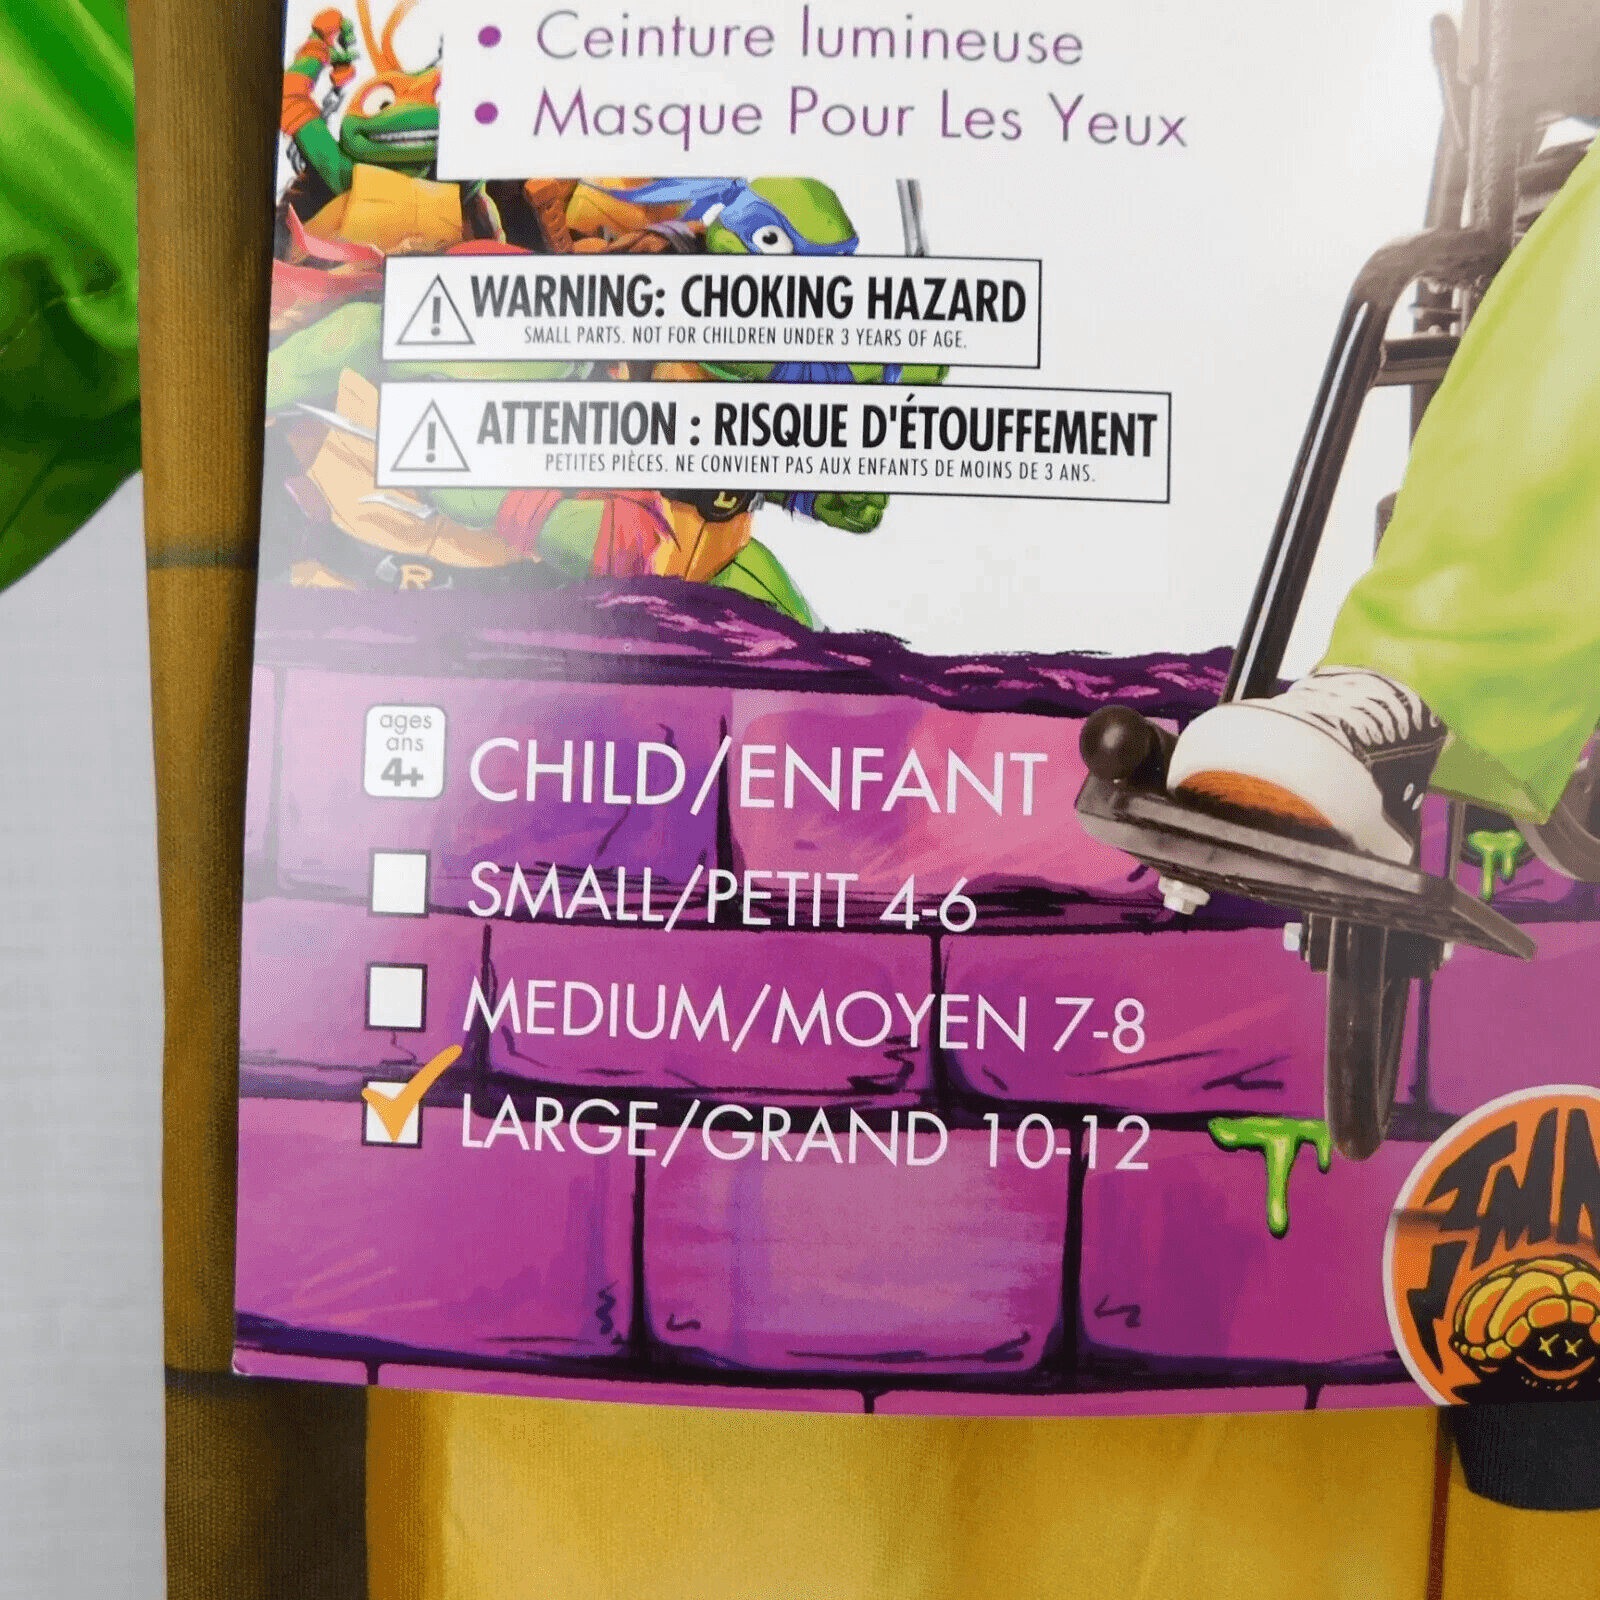 • Ceinture lumineuse
• Masque Pour Les Yeux
WARNING: CHOKING HAZARD
SMALL PARTS. NOT FOR CHILDREN UNDER 3 YEARS OF AGE.
ATTENTION : RISQUE D'ÉTOUFFEMENT
PETITES PIÈCES. NE CONVIENT PAS AUX ENFANTS DE MOINS DE 3 ANS.
L
R
ages
ans
4+
CHILD/ENFANT
SMALL/PETIT 4-6
MEDIUM/MOYEN 7-8
LARGE/GRAND 10-12